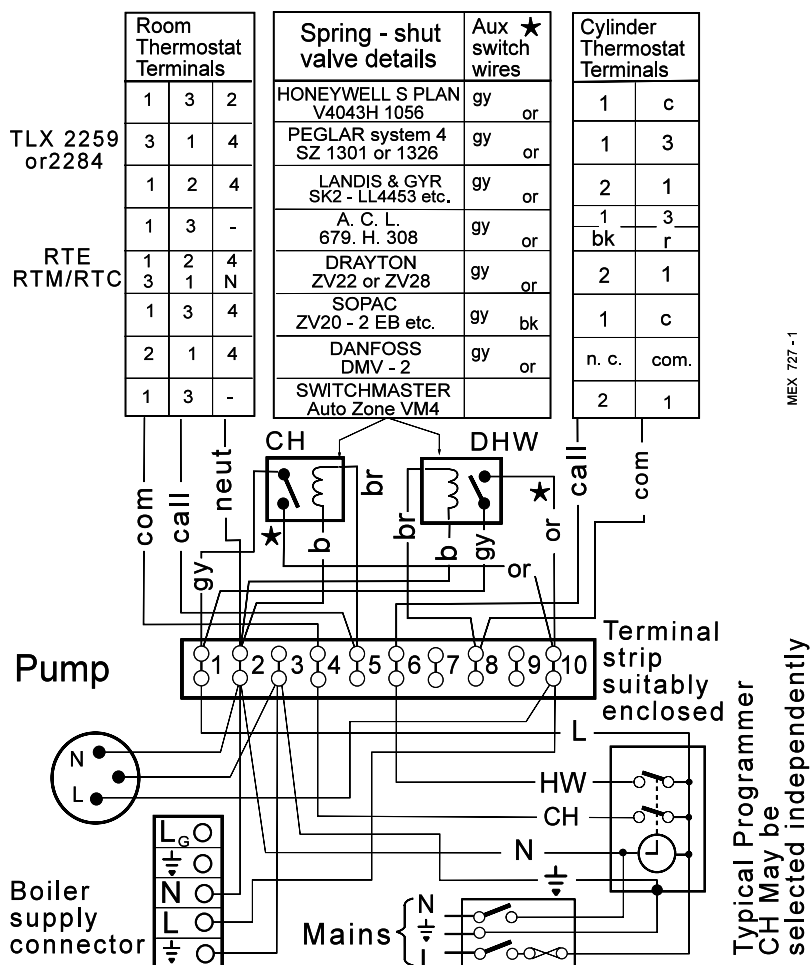 Room Thermostat Terminals
Spring - shut valve details
Aux ★ switch wires
Cylinder Thermostat Terminals
1 3 2 HONEYWELL S PLAN V4043H 1056 gy or 1 c
TLX 2259 or2284 3 1 4 PEGLAR system 4 SZ 1301 or 1326 gy or 1 3
1 2 4 LANDIS & GYR SK2 - LL4453 etc. gy or 2 1
1 3 - A. C. L. 679. H. 308 gy or 1 3 bk r
RTE RTM/RTC 1 2 4 3 1 N DRAYTON ZV22 or ZV28 gy or 2 1
1 3 4 SOPAC ZV20 - 2 EB etc. gy bk 1 c
2 1 4 DANFOSS DMV - 2 gy or n. c. com.
1 3 - SWITCHMASTER Auto Zone VM4 2 1
MEX 727 - 1
CH
DHW
com
call
neut
gy
★
b
br
br
b
gy
★
or
call
com
or
1 2 3 4 5 6 7 8 9 10
Terminal
strip
suitably
enclosed
Pump
N
L
L
HW
CH
N
⏚
Typical Programmer
CH May be
selected independently
Boiler
supply
connector
LG
⏚
N
L
⏚
Mains
N
⏚
L